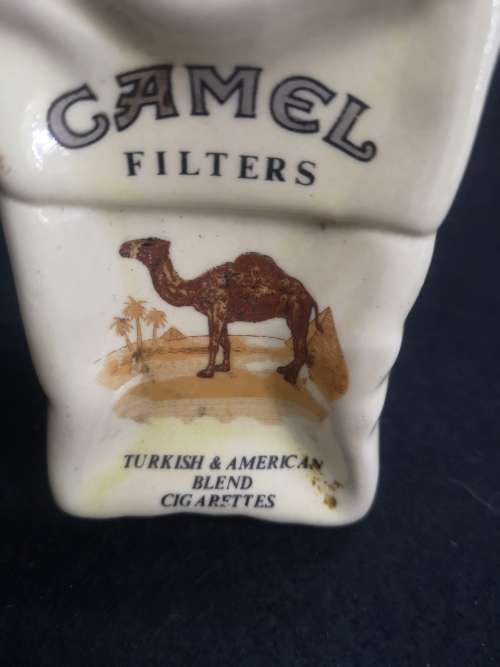 CAMEL
FILTERS
TURKISH & AMERICAN
BLEND
CIGARETTES